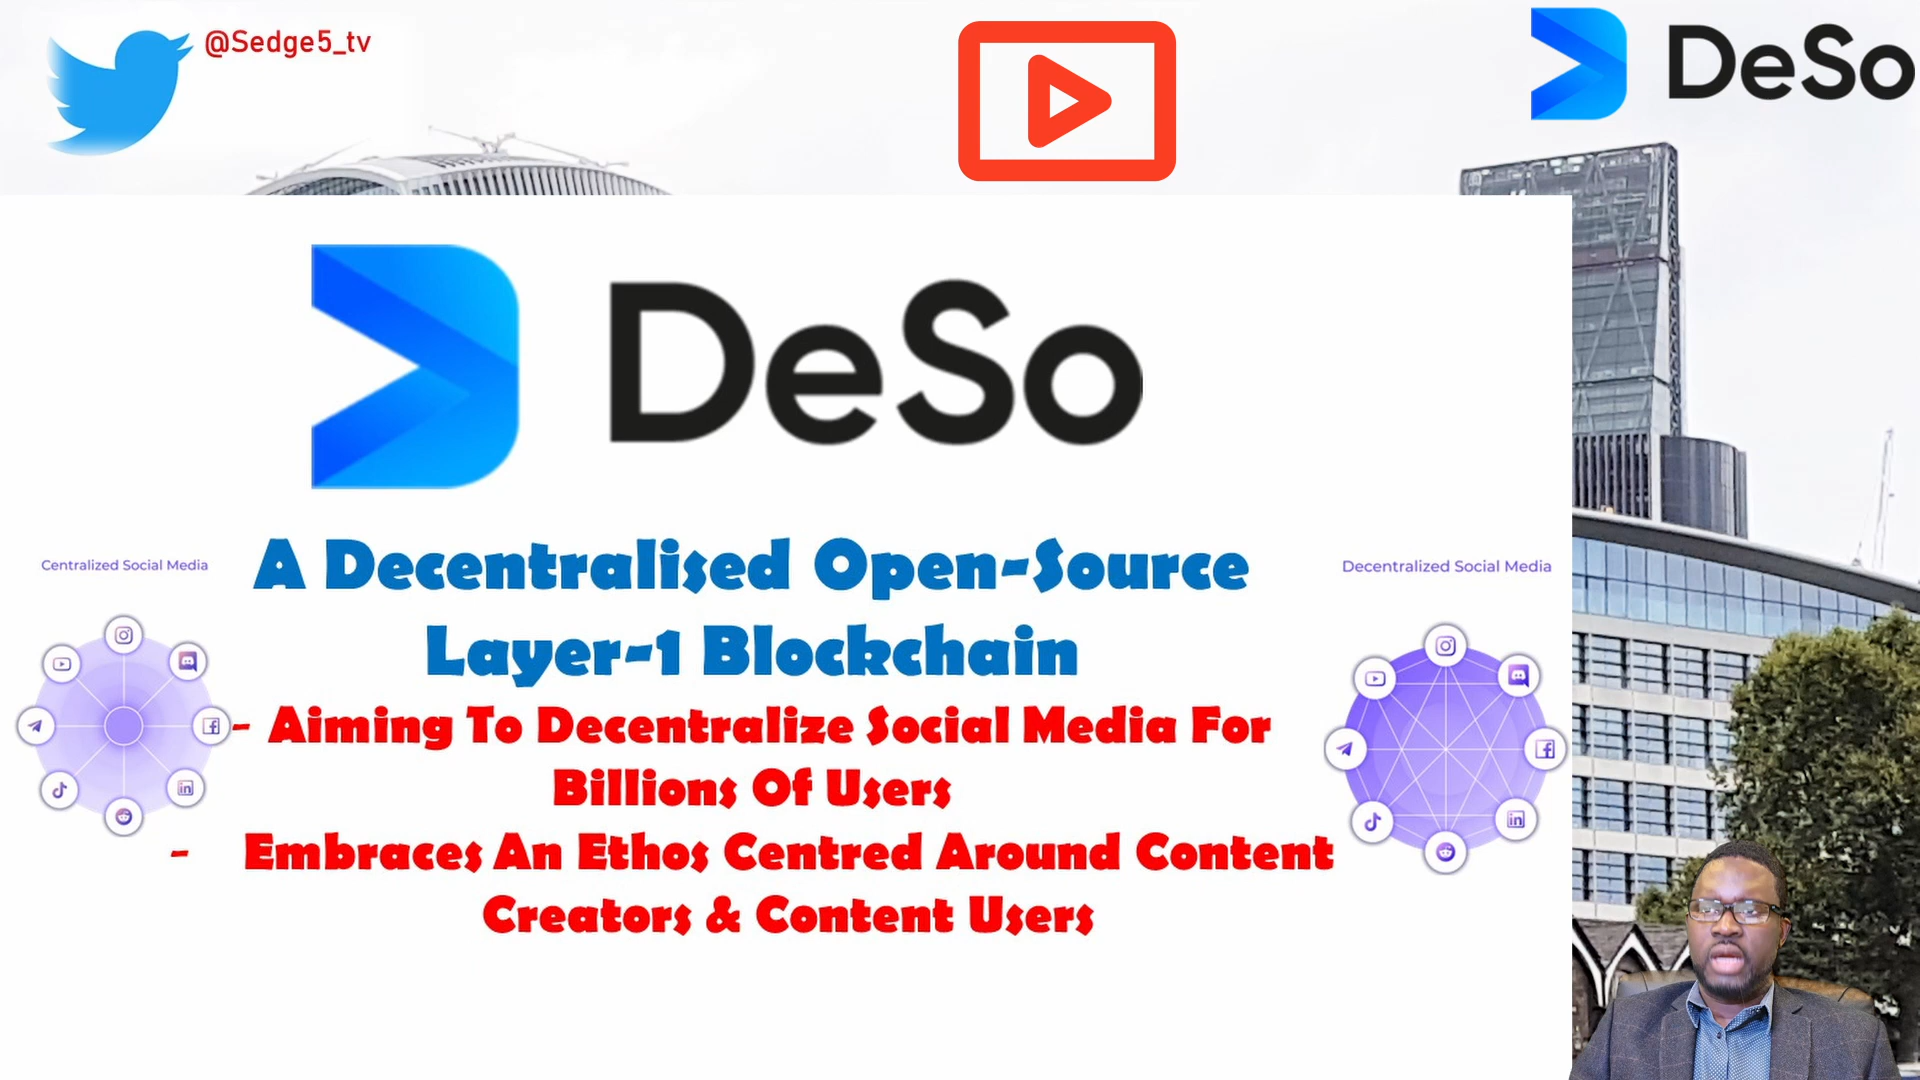 @Sedge5_tv
DeSo
DeSo
A Decentralised Open-Source
Layer-1 Blockchain
- Aiming To Decentralize Social Media For
Billions Of Users
- Embraces An Ethos Centred Around Content
Creators & Content Users
Centralized Social Media
Decentralized Social Media